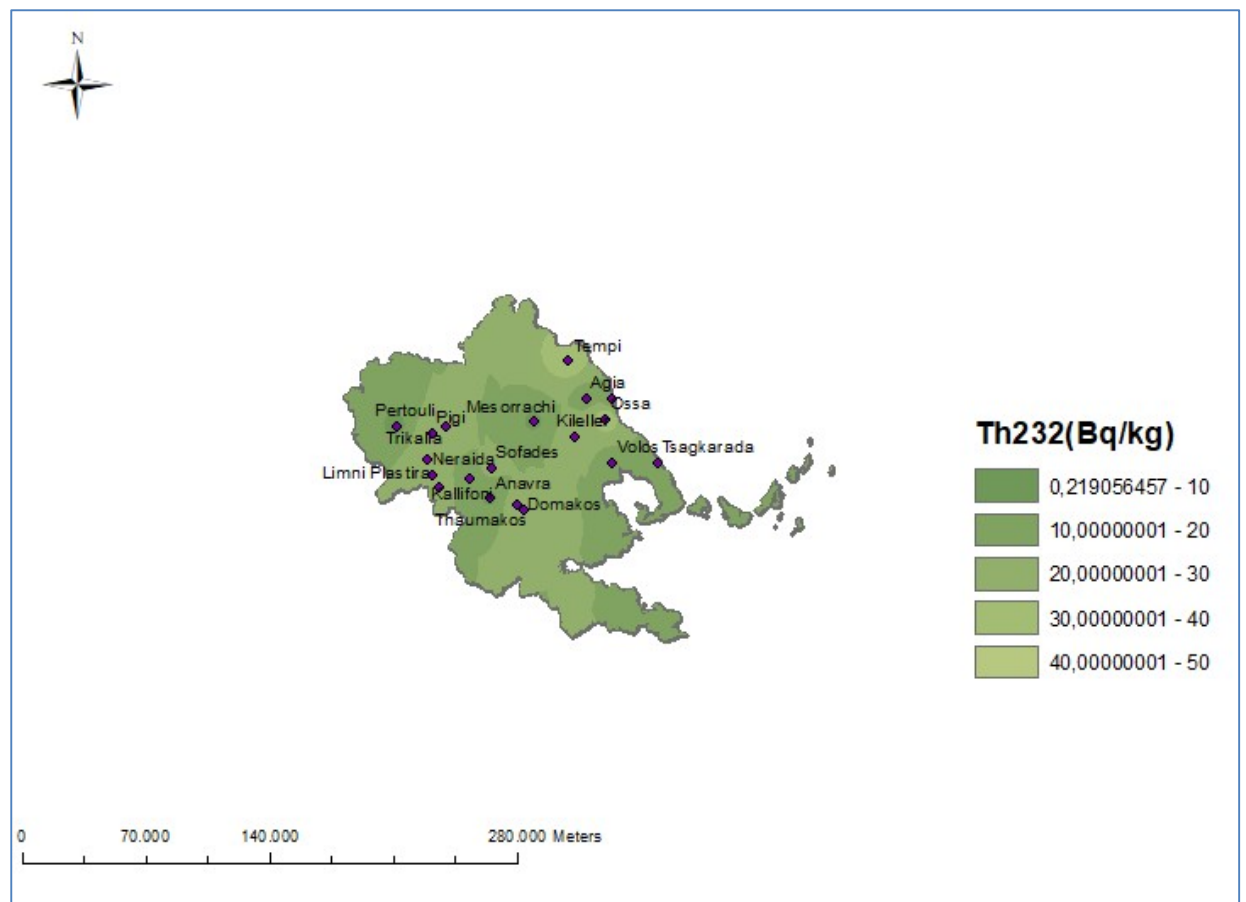 N
Tempi
Agia
Ossa
Pertouli
Pigi
Mesorrachi
Kileller
Trikalia
Volos Tsagkarada
Sofades
Neraida
Limni Plastira
Anavra
Kallifoni
Domakos
Thaumakos
Th232(Bq/kg)
0,219056457 - 10
10,00000001 - 20
20,00000001 - 30
30,00000001 - 40
40,00000001 - 50
0 70.000 140.000 280.000 Meters